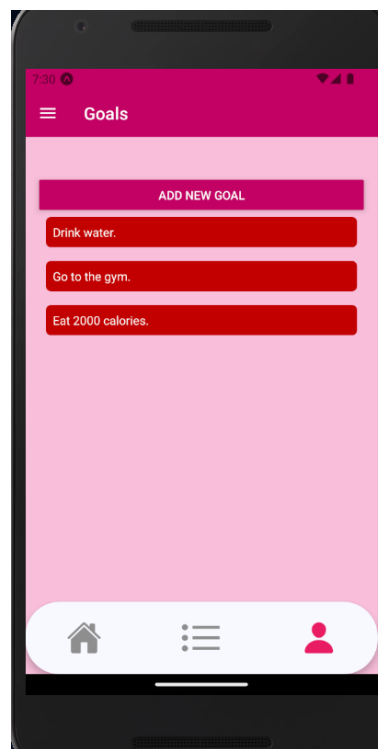 7:30
Goals
ADD NEW GOAL
Drink water.
Go to the gym.
Eat 2000 calories.